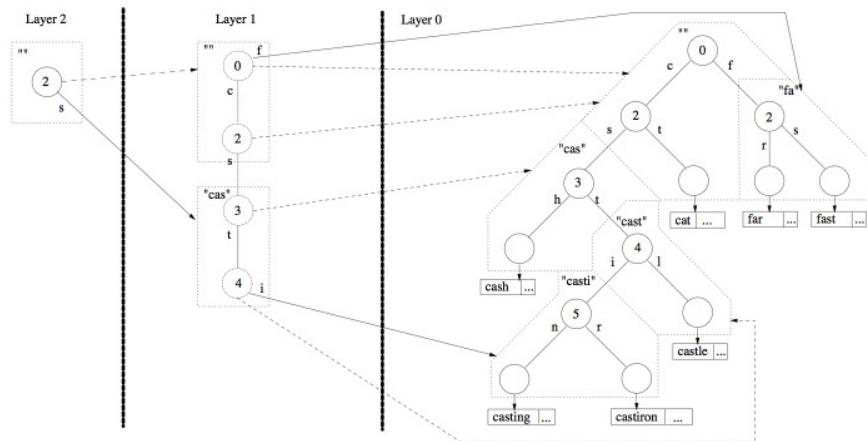 Layer 2
Layer 1
Layer 0
""
2
s
""
f
0
c
2
s
"cas"
3
t
4
i
""
0
c
f
"fa"
2
2
s
t
r
s
"cas"
3
h
t
"cast"
cat ...
far ...
fast ...
4
i
l
cash ...
"casti"
5
n
r
castle ...
casting ...
castiron ...